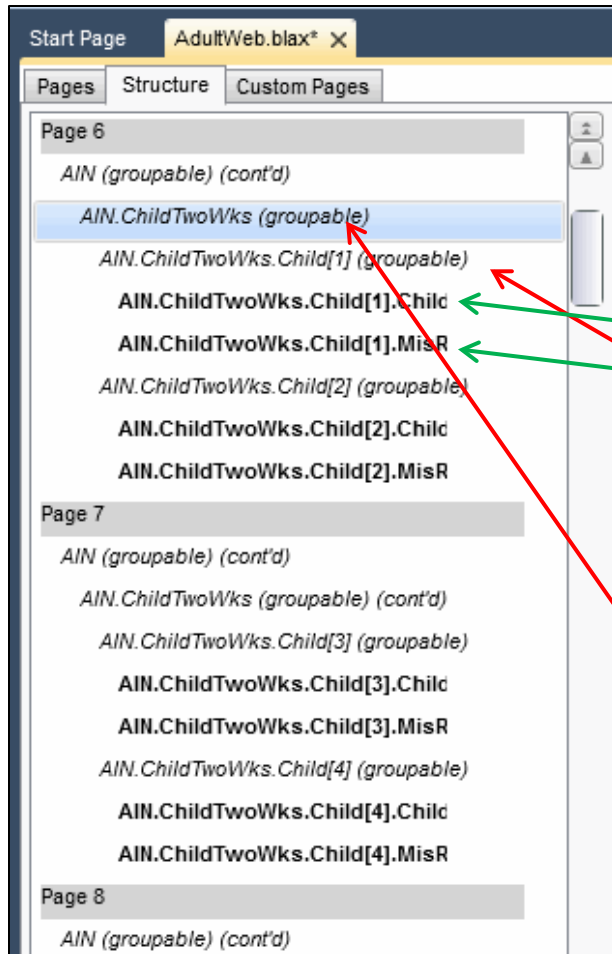 Start Page AdultWeb.blax*
Pages Structure Custom Pages
Page 6
AIN (groupable) (cont'd)
AIN.ChildTwoWks (groupable)
AIN.ChildTwoWks.Child[1] (groupable)
AIN.ChildTwoWks.Child[1].Child
AIN.ChildTwoWks.Child[1].MisR
AIN.ChildTwoWks.Child[2] (groupable)
AIN.ChildTwoWks.Child[2].Child
AIN.ChildTwoWks.Child[2].MisR
Page 7
AIN (groupable) (cont'd)
AIN.ChildTwoWks (groupable) (cont'd)
AIN.ChildTwoWks.Child[3] (groupable)
AIN.ChildTwoWks.Child[3].Child
AIN.ChildTwoWks.Child[3].MisR
AIN.ChildTwoWks.Child[4] (groupable)
AIN.ChildTwoWks.Child[4].Child
AIN.ChildTwoWks.Child[4].MisR
Page 8
AIN (groupable) (cont'd)